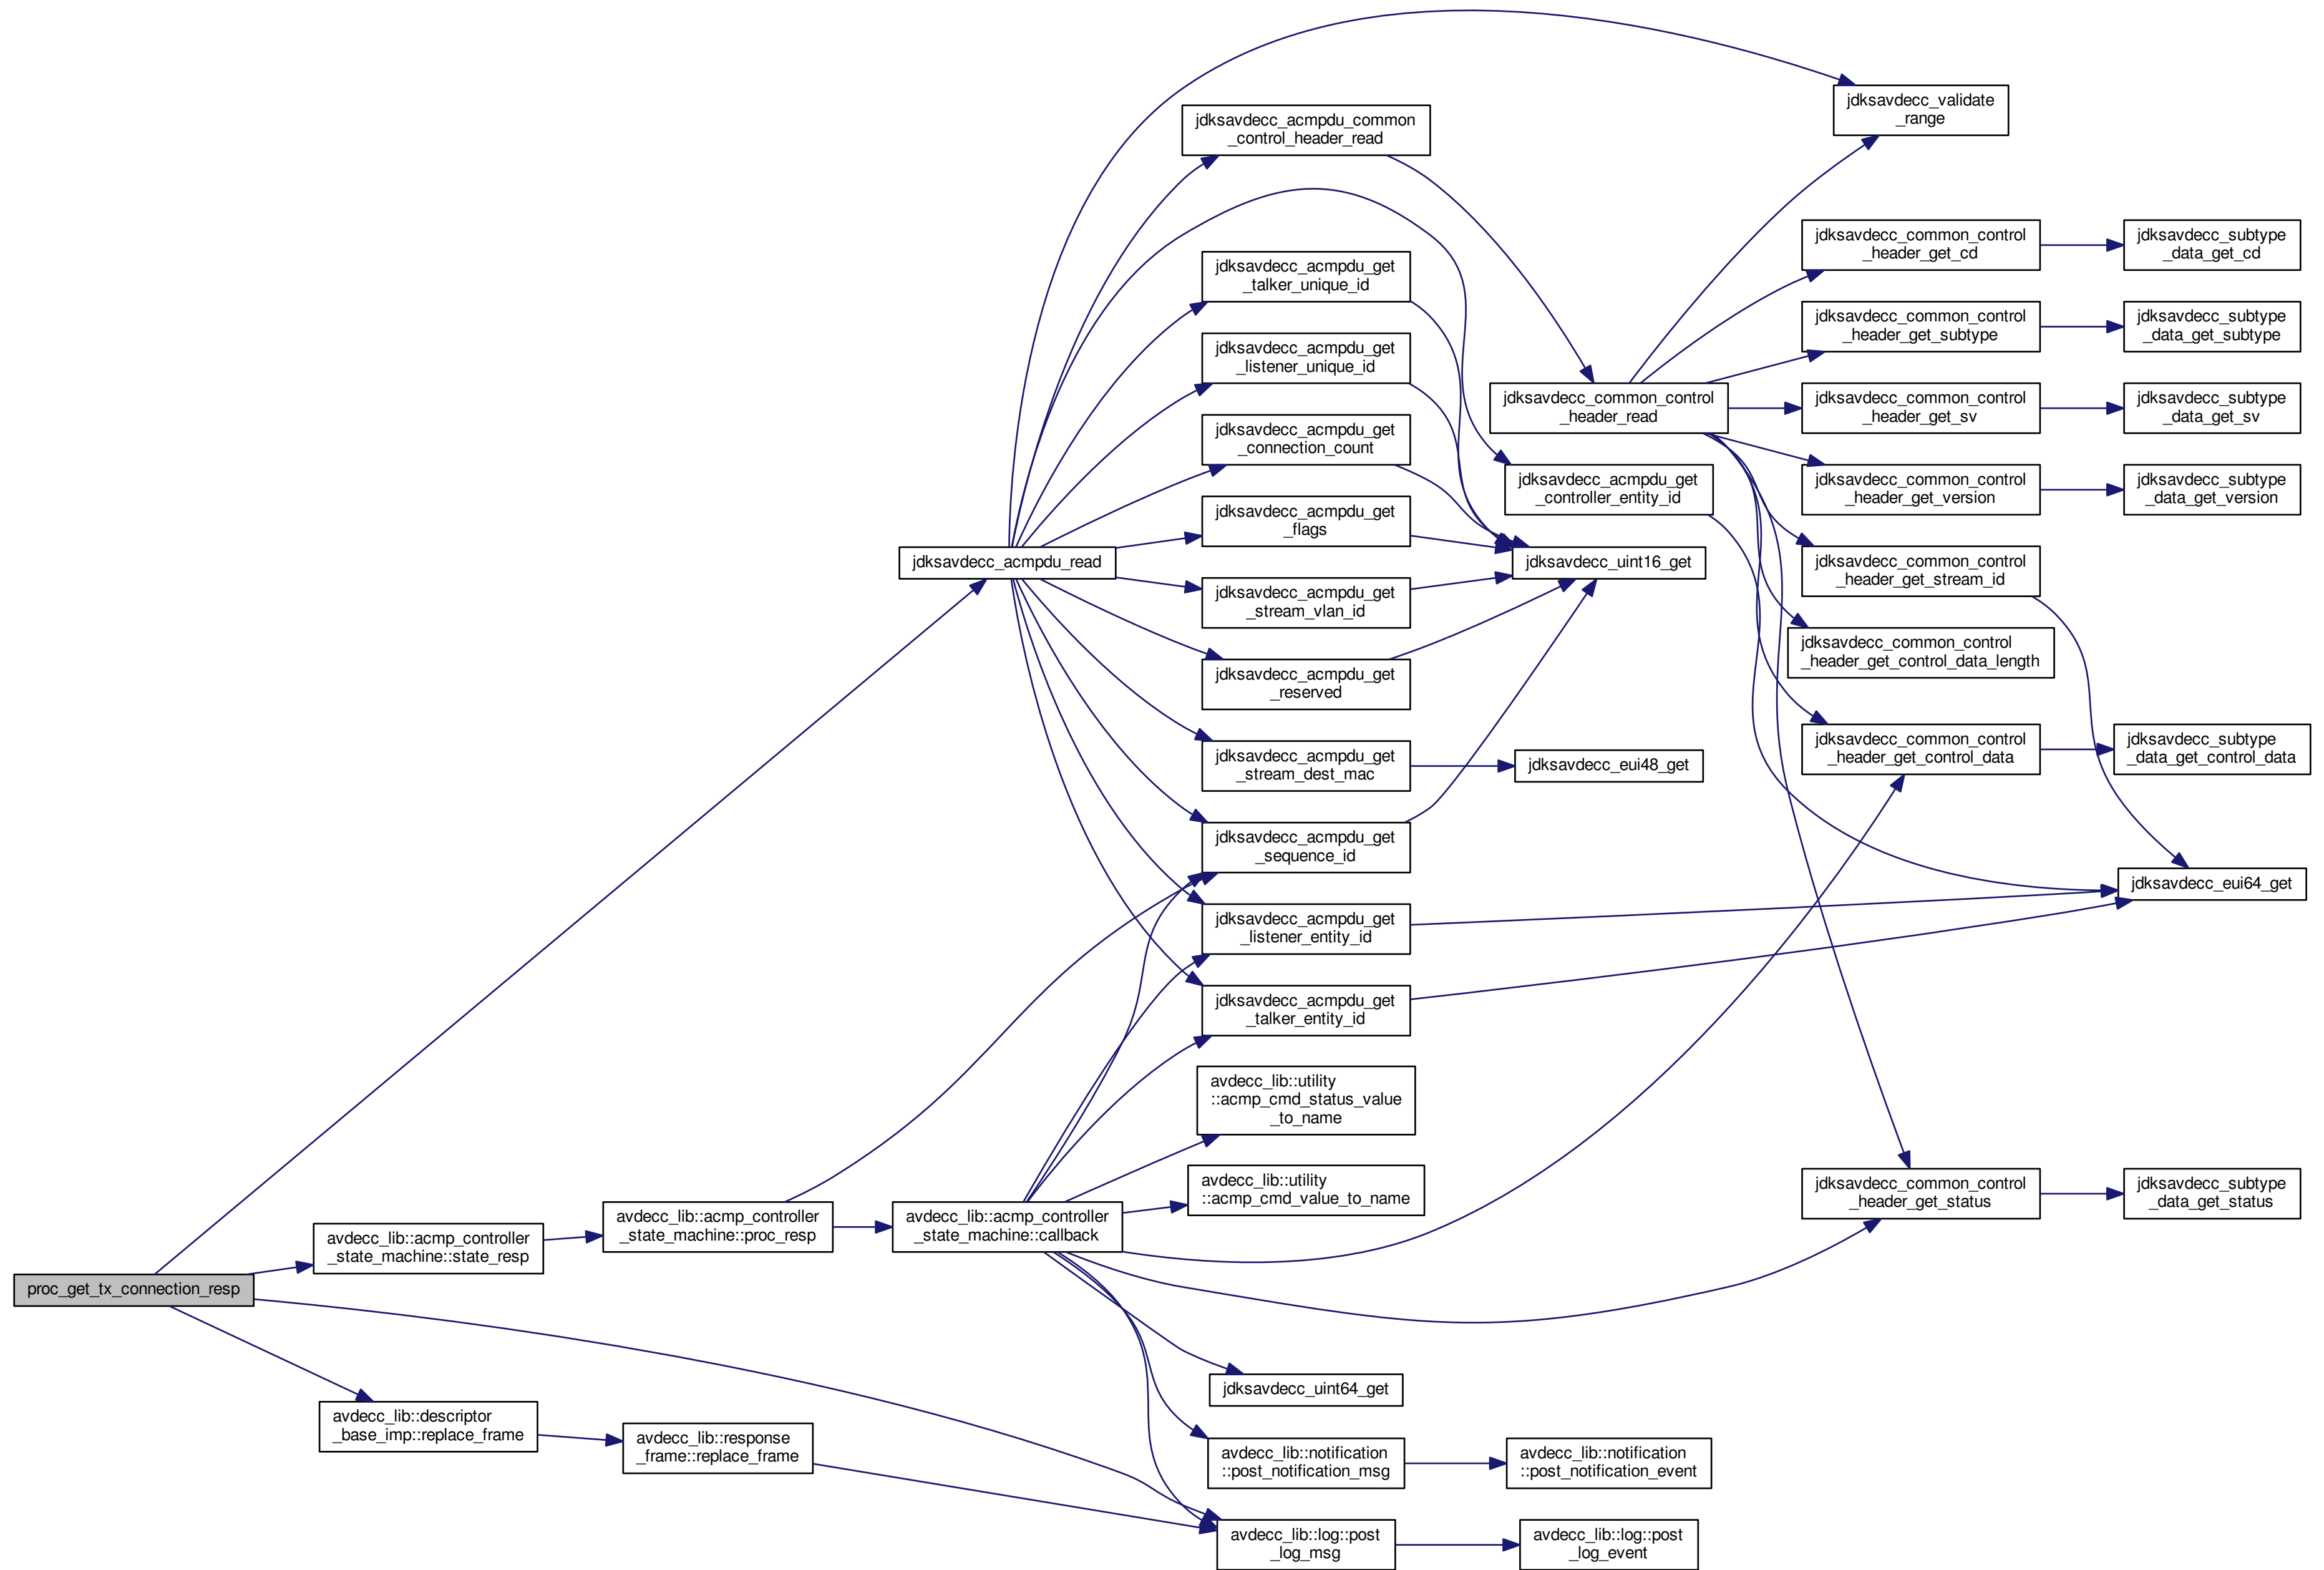 proc_get_tx_connection_resp
avdecc_lib::acmp_controller
_state_machine::state_resp
avdecc_lib::descriptor
_base_imp::replace_frame
avdecc_lib::acmp_controller
_state_machine::proc_resp
avdecc_lib::response
_frame::replace_frame
jdksavdecc_acmpdu_read
avdecc_lib::acmp_controller
_state_machine::callback
jdksavdecc_acmpdu_common
_control_header_read
jdksavdecc_acmpdu_get
_talker_unique_id
jdksavdecc_acmpdu_get
_listener_unique_id
jdksavdecc_acmpdu_get
_connection_count
jdksavdecc_acmpdu_get
_flags
jdksavdecc_acmpdu_get
_stream_vlan_id
jdksavdecc_acmpdu_get
_reserved
jdksavdecc_acmpdu_get
_stream_dest_mac
jdksavdecc_acmpdu_get
_sequence_id
jdksavdecc_acmpdu_get
_listener_entity_id
jdksavdecc_acmpdu_get
_talker_entity_id
avdecc_lib::utility
::acmp_cmd_status_value
_to_name
avdecc_lib::utility
::acmp_cmd_value_to_name
jdksavdecc_uint64_get
avdecc_lib::notification
::post_notification_msg
avdecc_lib::log::post
_log_msg
jdksavdecc_common_control
_header_read
jdksavdecc_acmpdu_get
_controller_entity_id
jdksavdecc_uint16_get
jdksavdecc_eui48_get
avdecc_lib::notification
::post_notification_event
avdecc_lib::log::post
_log_event
jdksavdecc_validate
_range
jdksavdecc_common_control
_header_get_cd
jdksavdecc_common_control
_header_get_subtype
jdksavdecc_common_control
_header_get_sv
jdksavdecc_common_control
_header_get_version
jdksavdecc_common_control
_header_get_stream_id
jdksavdecc_common_control
_header_get_control_data_length
jdksavdecc_common_control
_header_get_control_data
jdksavdecc_common_control
_header_get_status
jdksavdecc_subtype
_data_get_cd
jdksavdecc_subtype
_data_get_subtype
jdksavdecc_subtype
_data_get_sv
jdksavdecc_subtype
_data_get_version
jdksavdecc_subtype
_data_get_control_data
jdksavdecc_eui64_get
jdksavdecc_subtype
_data_get_status